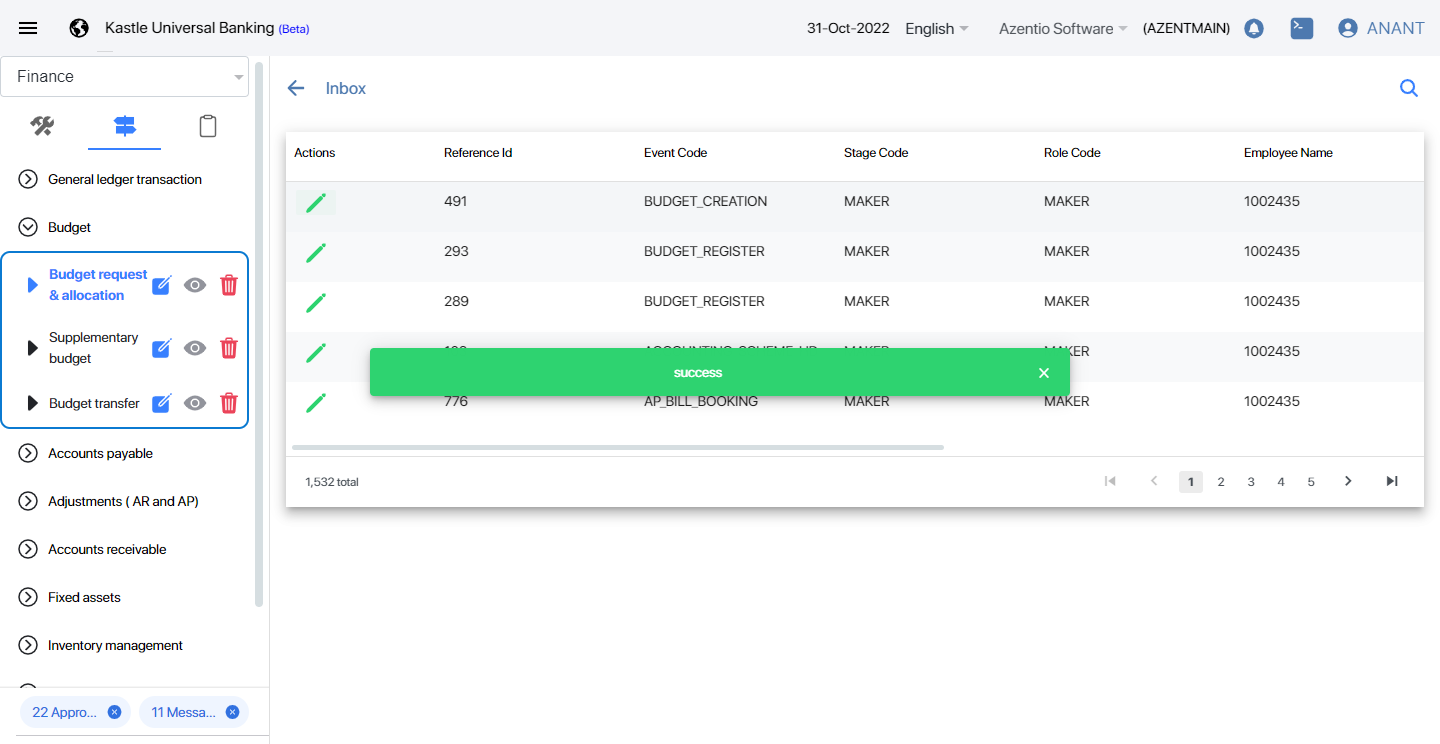 Kastle Universal Banking (Beta)
31-Oct-2022
English
Azentio Software
(AZENTMAIN)
ANANT
Finance
General ledger transaction
Budget
Budget request
& allocation
Supplementary
budget
Budget transfer
Accounts payable
Adjustments ( AR and AP)
Accounts receivable
Fixed assets
Inventory management
22 Appro...
11 Messa...
Inbox
Actions Reference Id Event Code Stage Code Role Code Employee Name
491 BUDGET_CREATION MAKER MAKER 1002435
293 BUDGET_REGISTER MAKER MAKER 1002435
289 BUDGET_REGISTER MAKER MAKER 1002435
MAKER MAKER 1002435
success
776 AP_BILL_BOOKING MAKER MAKER 1002435
1,532 total
1 2 3 4 5